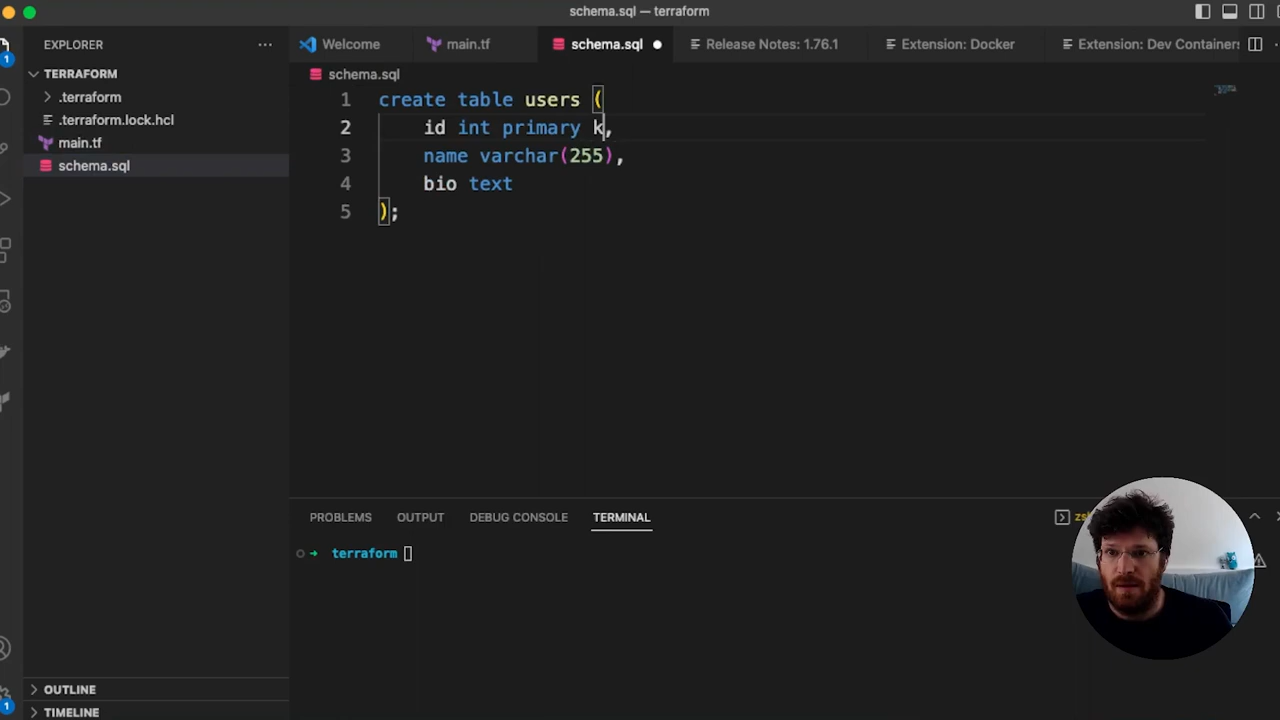 schema.sql — terraform
EXPLORER ···
Welcome
main.tf
schema.sql
Release Notes: 1.76.1
Extension: Docker
Extension: Dev Containers
TERRAFORM
.terraform
.terraform.lock.hcl
main.tf
schema.sql
schema.sql
1 create table users (
2 id int primary k,
3 name varchar(255),
4 bio text
5 );
PROBLEMS OUTPUT DEBUG CONSOLE TERMINAL
terraform
OUTLINE
TIMELINE
1
1